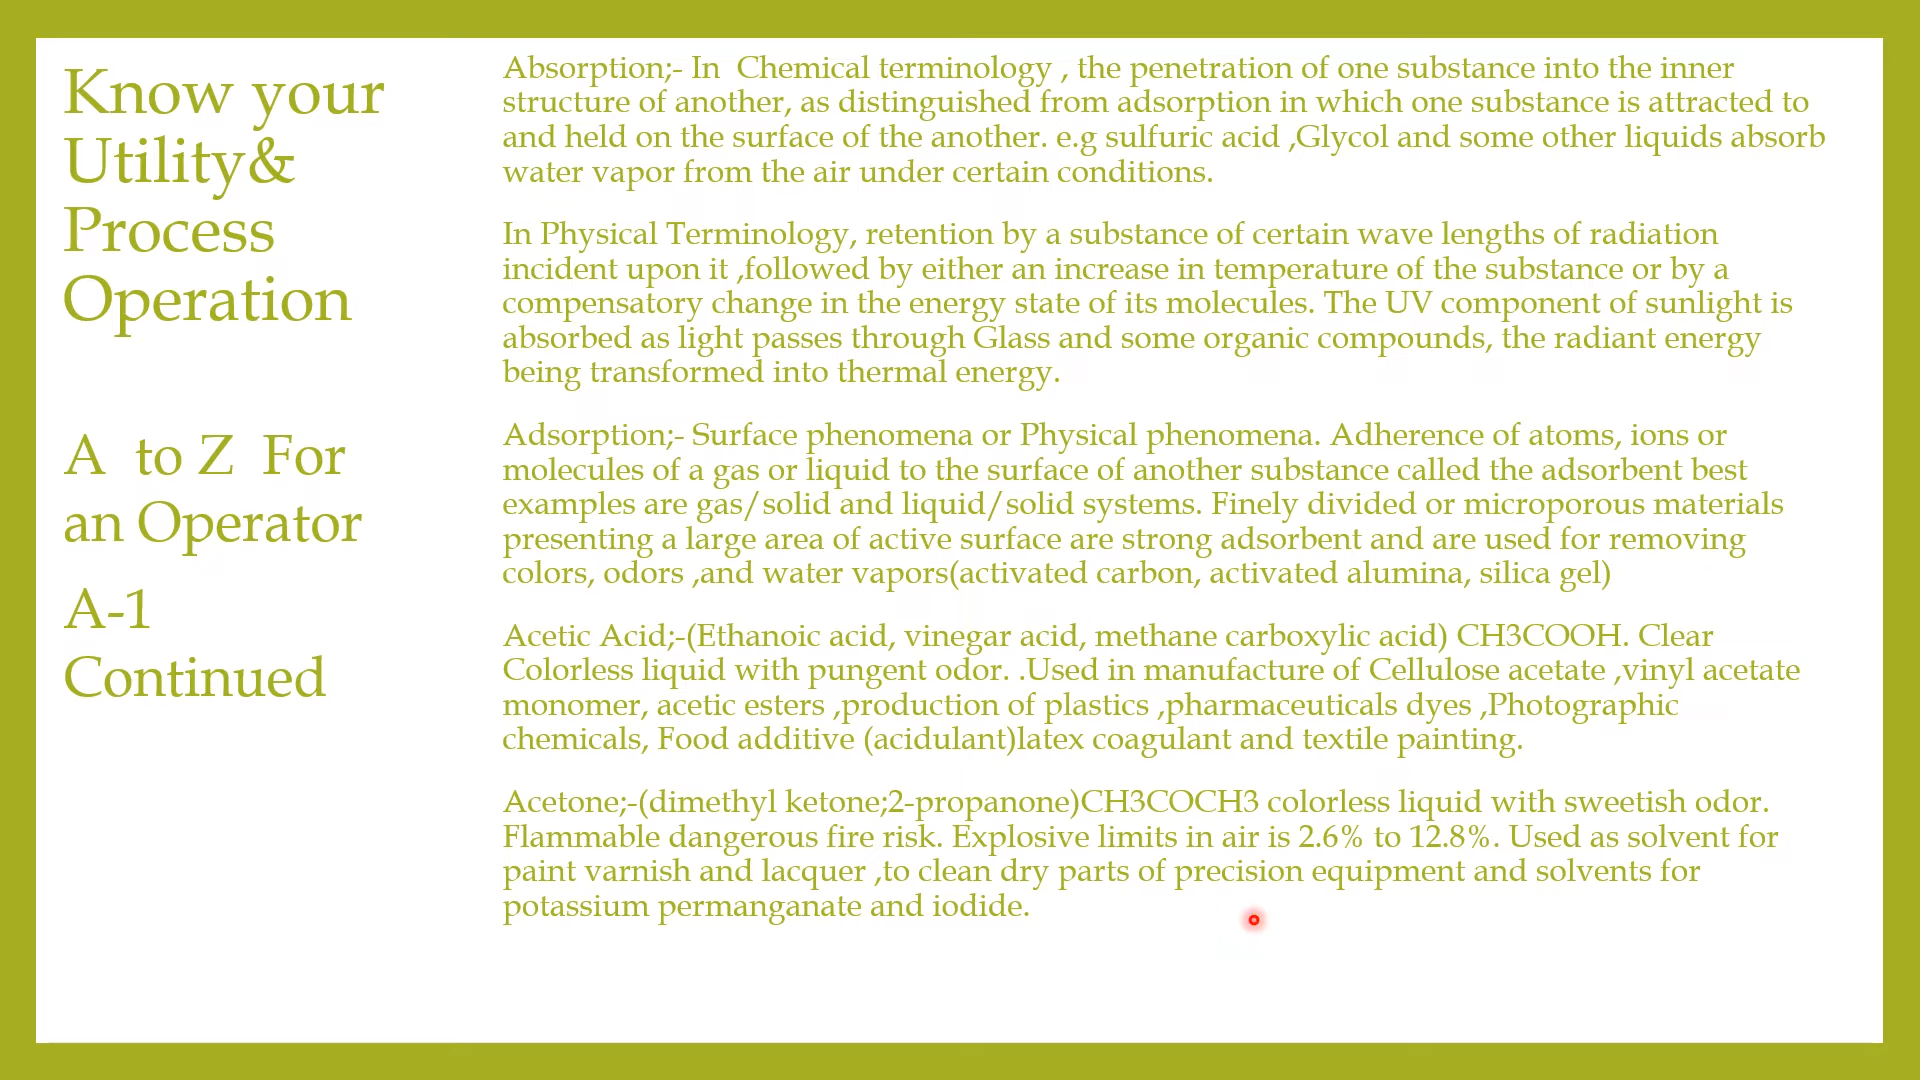 Know your
Utility&
Process
Operation
A  to Z  For
an Operator
A-1
Continued
Absorption;- In  Chemical terminology , the penetration of one substance into the inner
structure of another, as distinguished from adsorption in which one substance is attracted to
and held on the surface of the another. e.g sulfuric acid ,Glycol and some other liquids absorb
water vapor from the air under certain conditions.
In Physical Terminology, retention by a substance of certain wave lengths of radiation
incident upon it ,followed by either an increase in temperature of the substance or by a
compensatory change in the energy state of its molecules. The UV component of sunlight is
absorbed as light passes through Glass and some organic compounds, the radiant energy
being transformed into thermal energy.
Adsorption;- Surface phenomena or Physical phenomena. Adherence of atoms, ions or
molecules of a gas or liquid to the surface of another substance called the adsorbent best
examples are gas/solid and liquid/solid systems. Finely divided or microporous materials
presenting a large area of active surface are strong adsorbent and are used for removing
colors, odors ,and water vapors(activated carbon, activated alumina, silica gel)
Acetic Acid;-(Ethanoic acid, vinegar acid, methane carboxylic acid) CH3COOH. Clear
Colorless liquid with pungent odor. .Used in manufacture of Cellulose acetate ,vinyl acetate
monomer, acetic esters ,production of plastics ,pharmaceuticals dyes ,Photographic
chemicals, Food additive (acidulant)latex coagulant and textile painting.
Acetone;-(dimethyl ketone;2-propanone)CH3COCH3 colorless liquid with sweetish odor.
Flammable dangerous fire risk. Explosive limits in air is 2.6% to 12.8%. Used as solvent for
paint varnish and lacquer ,to clean dry parts of precision equipment and solvents for
potassium permanganate and iodide.